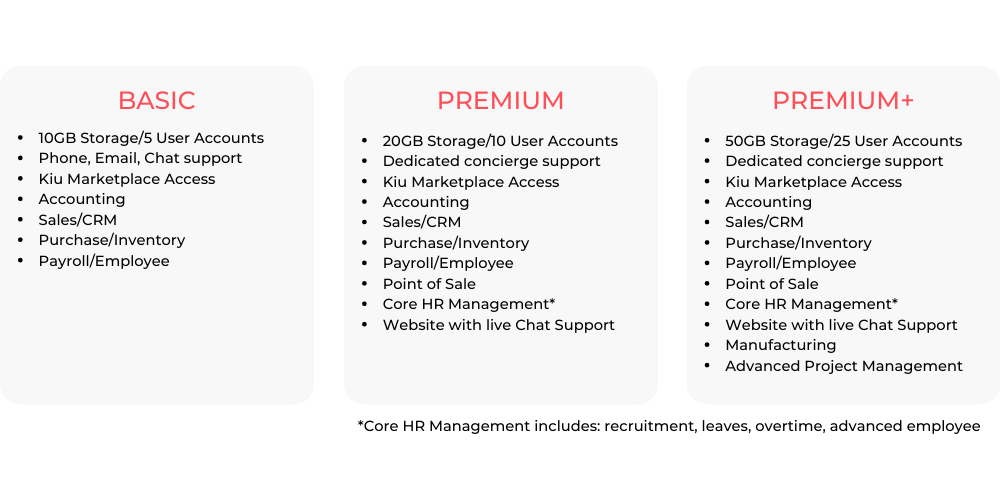 BASIC
• 10GB Storage/5 User Accounts
• Phone, Email, Chat support
• Kiu Marketplace Access
• Accounting
• Sales/CRM
• Purchase/Inventory
• Payroll/Employee
PREMIUM
• 20GB Storage/10 User Accounts
• Dedicated concierge support
• Kiu Marketplace Access
• Accounting
• Sales/CRM
• Purchase/Inventory
• Payroll/Employee
• Point of Sale
• Core HR Management*
• Website with live Chat Support
PREMIUM+
• 50GB Storage/25 User Accounts
• Dedicated concierge support
• Kiu Marketplace Access
• Accounting
• Sales/CRM
• Purchase/Inventory
• Payroll/Employee
• Point of Sale
• Core HR Management*
• Website with live Chat Support
• Manufacturing
• Advanced Project Management
*Core HR Management includes: recruitment, leaves, overtime, advanced employee